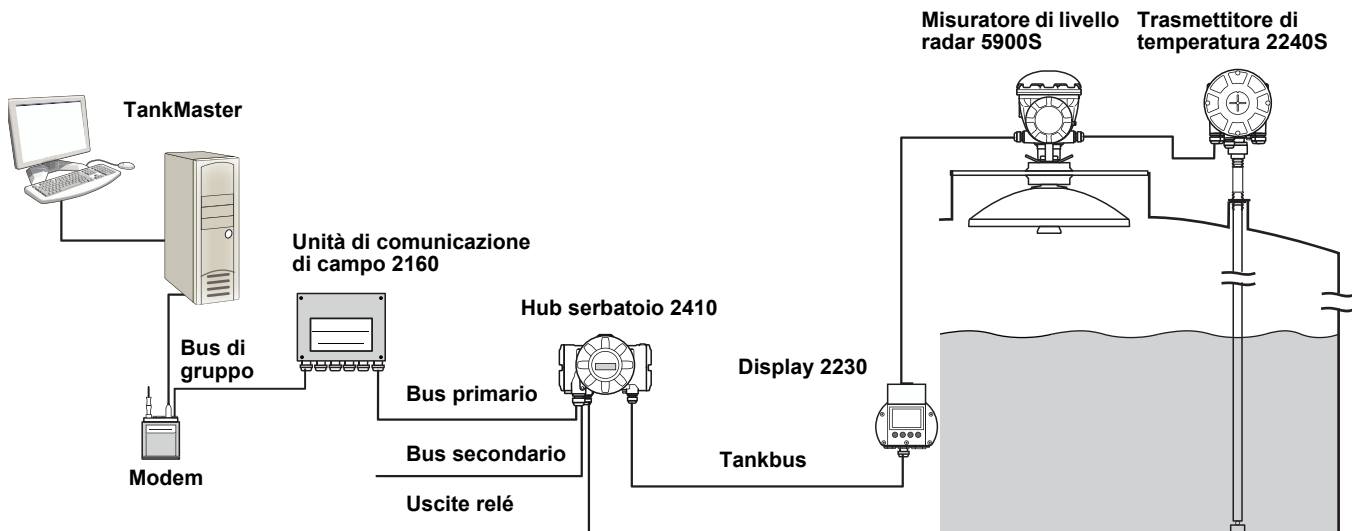 Misuratore di livello
radar 5900S
Trasmettitore di
temperatura 2240S
TankMaster
Unità di comunicazione
di campo 2160
Hub serbatoio 2410
Bus di
gruppo
Display 2230
Bus primario
Bus secondario
Tankbus
Modem
Uscite relé